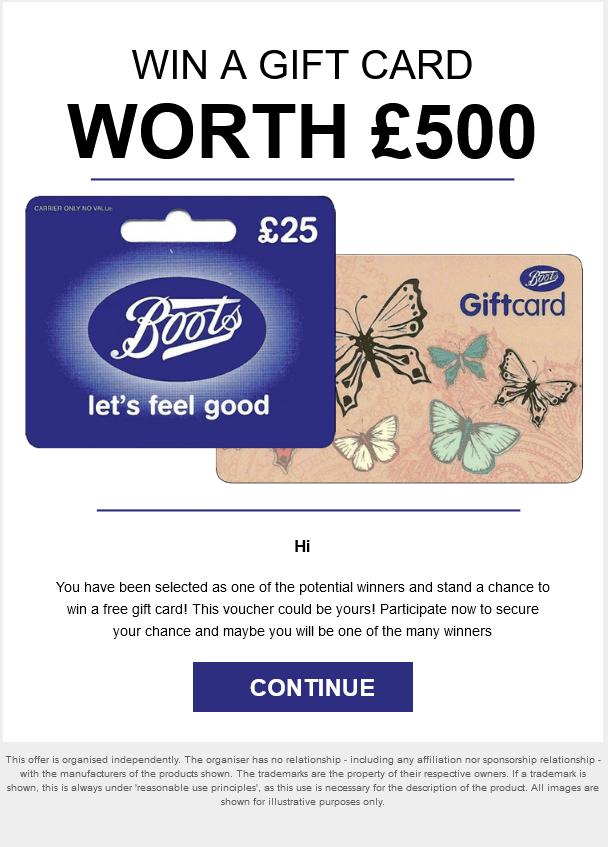 WIN A GIFT CARD
WORTH £500
CARRIER ONLY NO VALUE
£25
Boots
let's feel good
Boots
Giftcard
Hi
You have been selected as one of the potential winners and stand a chance to
win a free gift card! This voucher could be yours! Participate now to secure
your chance and maybe you will be one of the many winners
CONTINUE
This offer is organised independently. The organiser has no relationship - including any affiliation nor sponsorship relationship -
with the manufacturers of the products shown. The trademarks are the property of their respective owners. If a trademark is
shown, this is always under 'reasonable use principles', as this use is necessary for the description of the product. All images are
shown for illustrative purposes only.